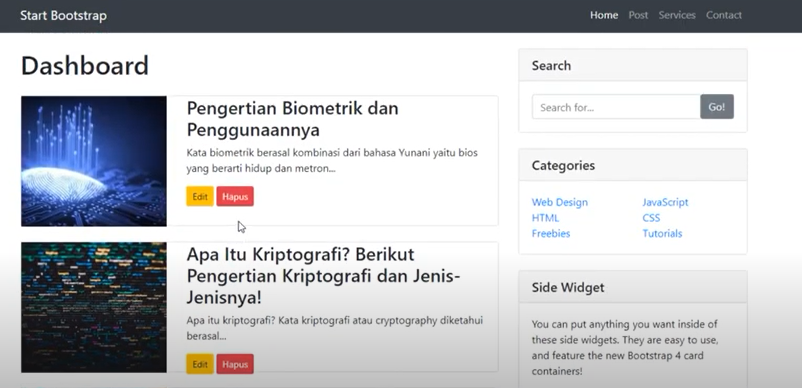 Start Bootstrap
Home Post Services Contact
Dashboard
Pengertian Biometrik dan
Penggunaannya
Kata biometrik berasal kombinasi dari bahasa Yunani yaitu bios
yang berarti hidup dan metron...
Edit Hapus
Apa Itu Kriptografi? Berikut
Pengertian Kriptografi dan Jenis-
Jenisnya!
Apa itu kriptografi? Kata kriptografi atau cryptography diketahui
berasal...
Edit Hapus
Search
Search for... Go!
Categories
Web Design JavaScript
HTML CSS
Freebies Tutorials
Side Widget
You can put anything you want inside of
these side widgets. They are easy to use,
and feature the new Bootstrap 4 card
containers!